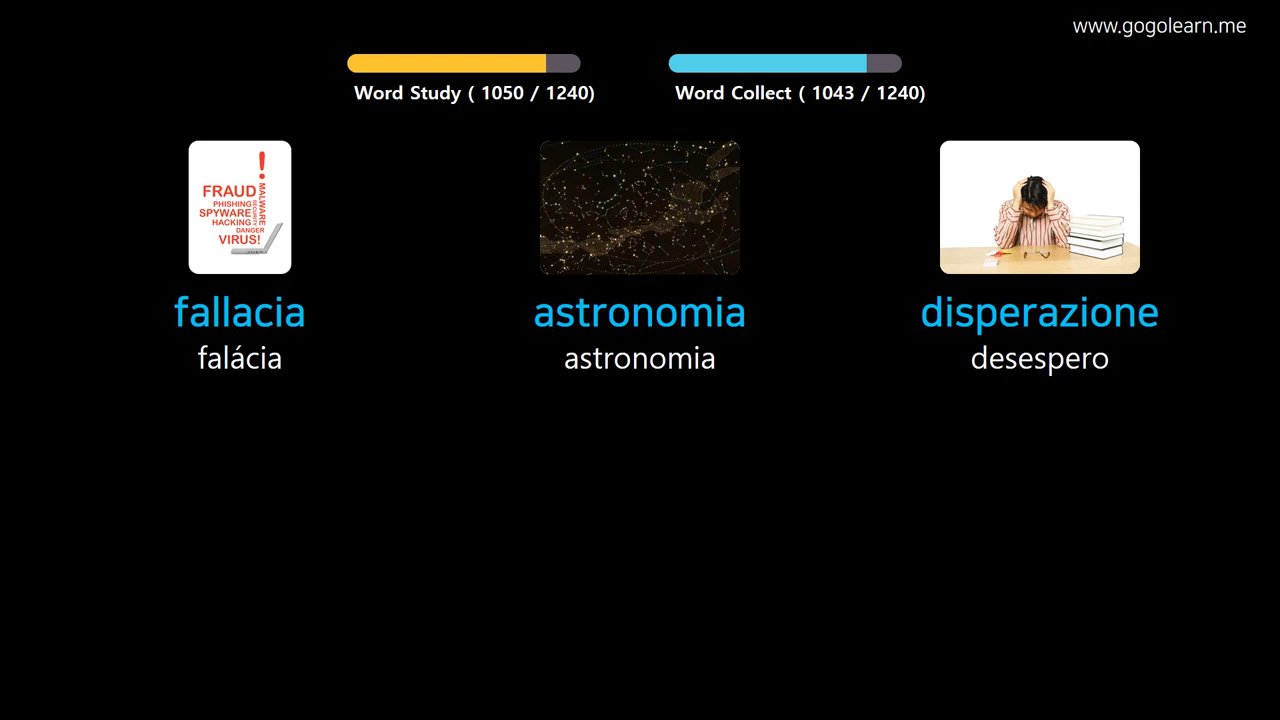 www.gogolearn.me
Word Study ( 1050 / 1240)
Word Collect ( 1043 / 1240)
!
FRAUD
PHISHING
SPYWARE
HACKING
DANGER
VIRUS!
MALWARE
SECURITY
fallacia
astronomia
disperazione
falácia
astronomia
desespero